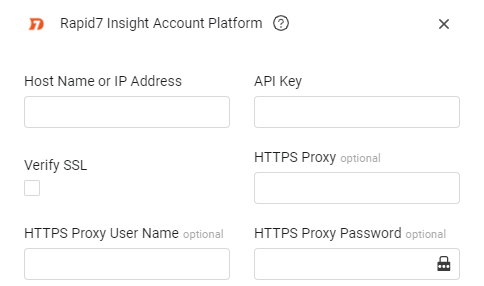 Rapid7 Insight Account Platform
Host Name or IP Address
API Key
Verify SSL
HTTPS Proxy optional
HTTPS Proxy User Name optional
HTTPS Proxy Password optional